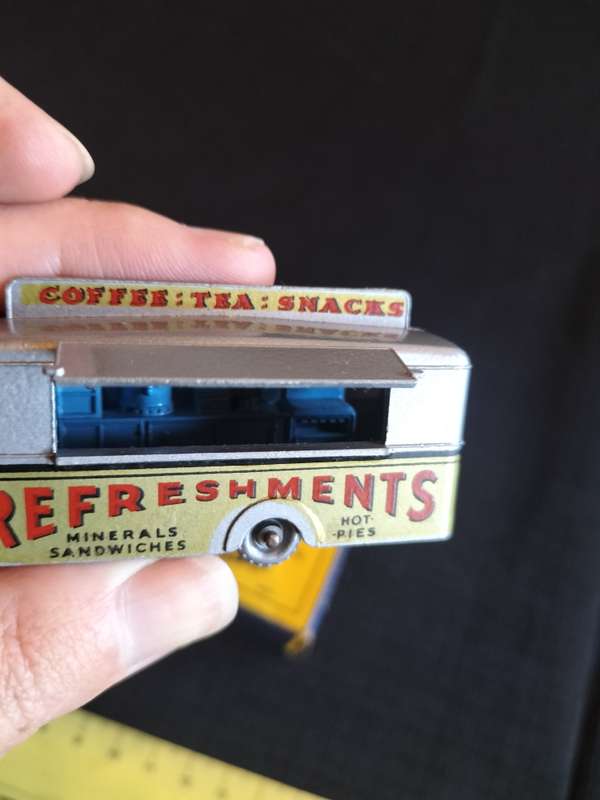 COFFEE : TEA : SNACKS
REFRESHMENTS
MINERALS
SANDWICHES
HOT-
-PIES